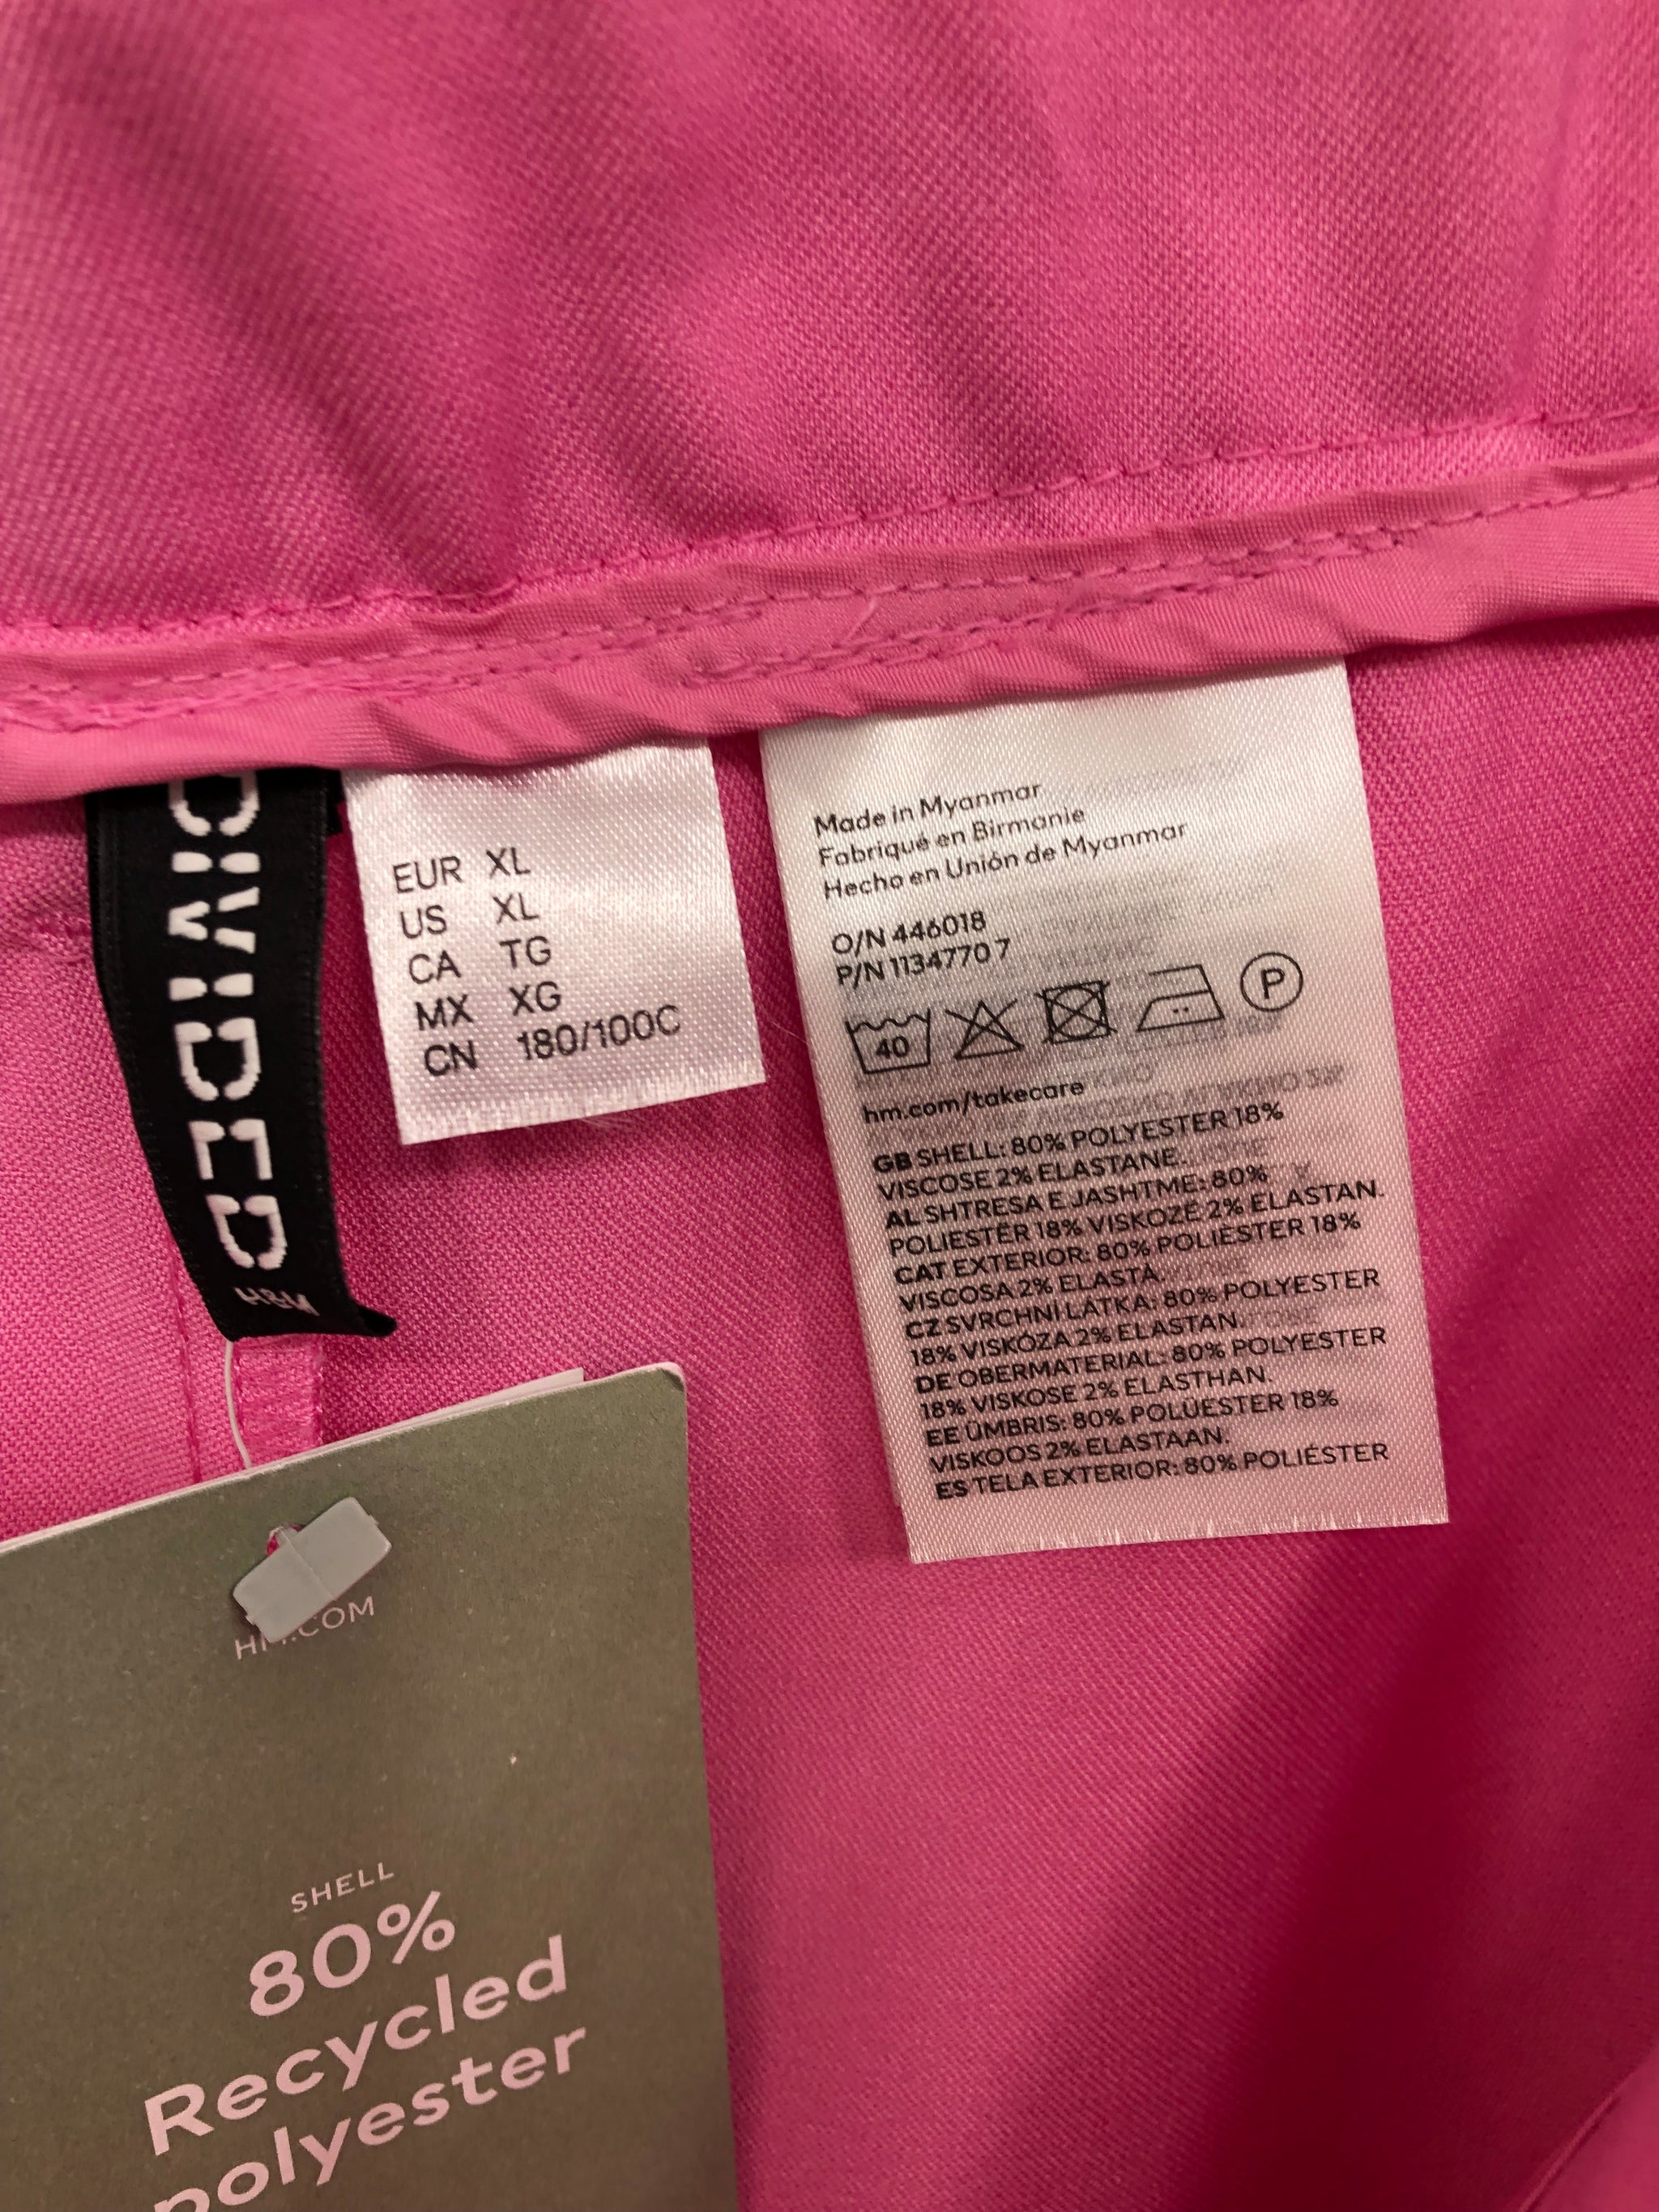 DIVIDED
H&M
EUR XL
US XL
CA TG
MX XG
CN 180/100C
Made in Myanmar
Fabriqué en Birmanie
Hecho en Unión de Myanmar
O/N 446018
P/N 1134770 7
40
P
hm.com/takecare
GB SHELL: 80% POLYESTER 18%
VISCOSE 2% ELASTANE.
AL SHTRESA E JASHTME: 80%
POLIESTËR 18% VISKOZË 2% ELASTAN.
CAT EXTERIOR: 80% POLIÈSTER 18%
VISCOSA 2% ELASTÀ.
CZ SVRCHNÍ LÁTKA: 80% POLYESTER
18% VISKÓZA 2% ELASTAN.
DE OBERMATERIAL: 80% POLYESTER
18% VISKOSE 2% ELASTHAN.
EE ÜMBRIS: 80% POLÜESTER 18%
VISKOOS 2% ELASTAAN.
ES TELA EXTERIOR: 80% POLIÉSTER
HM.COM
SHELL
80%
Recycled
polyester